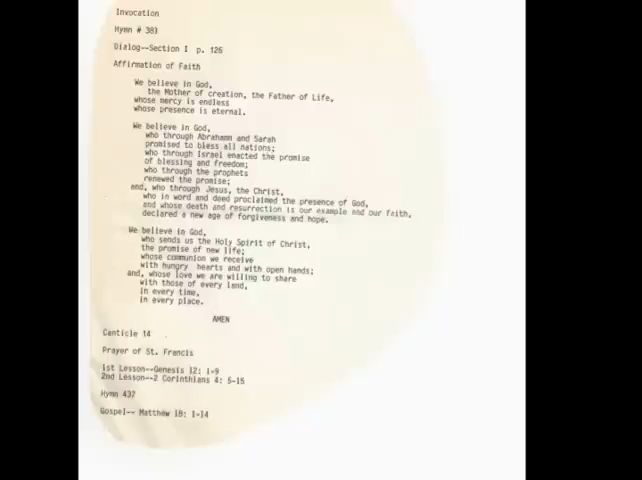 Invocation
Hymn # 383
Dialog--Section I p. 126
Affirmation of Faith
We believe in God,
the Mother of creation, the Father of Life,
whose mercy is endless
whose presence is eternal.
We believe in God,
who through Abrahamn and Sarah
promised to bless all nations;
who through Israel enacted the promise
of blessing and freedom;
who through the prophets
renewed the promise;
and, who through Jesus, the Christ,
who in word and deed proclaimed the presence of God,
and whose death and resurrection is our example and our faith,
declared a new age of forgiveness and hope.
We believe in God,
who sends us the Holy Spirit of Christ,
the promise of new life;
whose communion we receive
with hungry hearts and with open hands;
and, whose love we are willing to share
with those of every land,
in every time,
in every place.
AMEN
Canticle 14
Prayer of St. Francis
1st Lesson--Genesis 12: 1-9
2nd Lesson--2 Corinthians 4: 5-15
Hymn 437
Gospel-- Matthew 18: 1-14